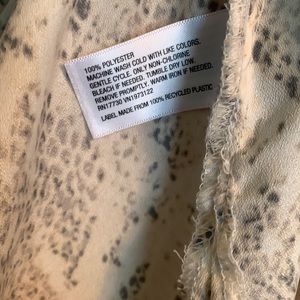 100% POLYESTER
MACHINE WASH COLD WITH LIKE COLORS.
GENTLE CYCLE. ONLY NON-CHLORINE
BLEACH IF NEEDED. TUMBLE DRY LOW.
REMOVE PROMPTLY. WARM IRON IF NEEDED.
RN17730 VN1973122
LABEL MADE FROM 100% RECYCLED PLASTIC